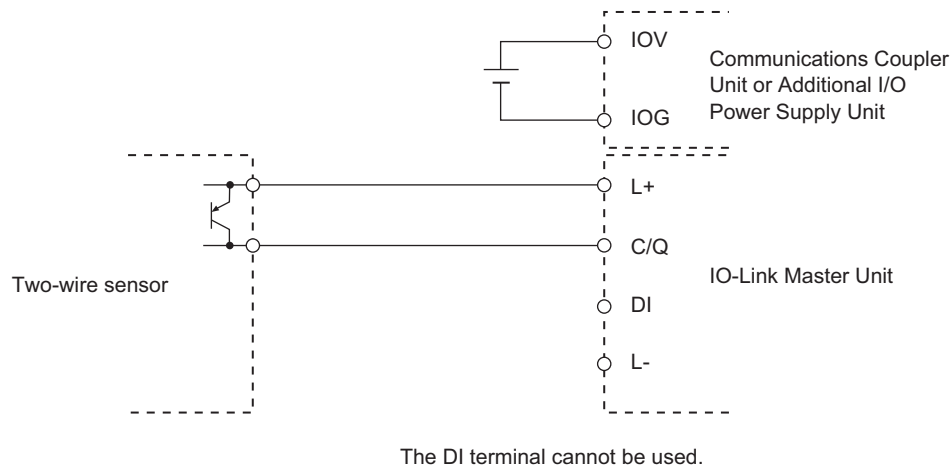 IOV
Communications Coupler
Unit or Additional I/O
Power Supply Unit
IOG
L+
C/Q
Two-wire sensor
IO-Link Master Unit
DI
L-
The DI terminal cannot be used.